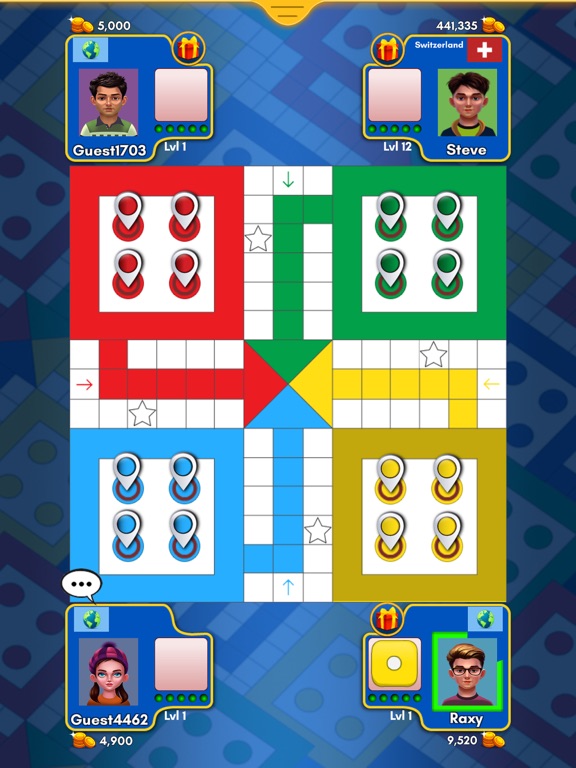 5,000
441,335
Switzerland
Guest1703
Lvl 1
Lvl 12
Steve
Guest4462
Lvl 1
Lvl 1
Raxy
4,900
9,520